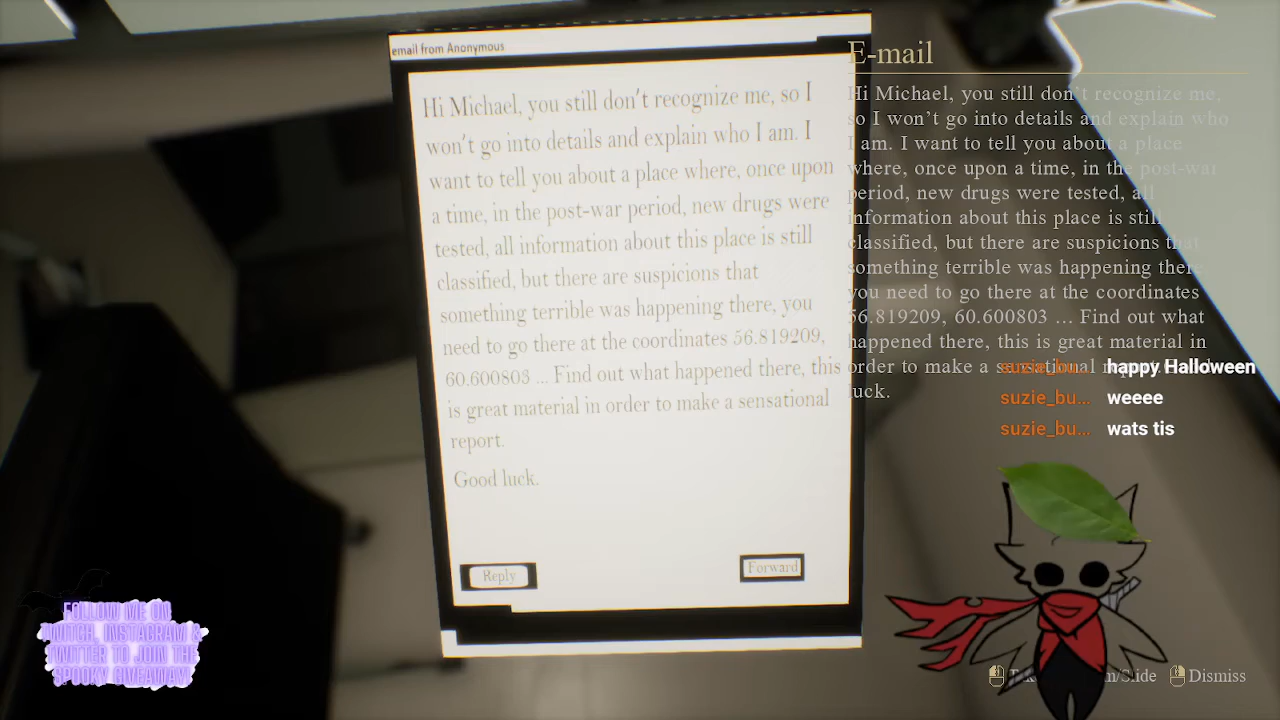 email from Anonymous
Hi Michael, you still don't recognize me, so I
won't go into details and explain who I am. I
want to tell you about a place where, once upon
a time, in the post-war period, new drugs were
tested, all information about this place is still
classified, but there are suspicions that
something terrible was happening there, you
need to go there at the coordinates 56.819209,
60.600803 ... Find out what happened there, this
is great material in order to make a sensational
report.
Good luck.
Reply
Forward
E-mail
Hi Michael, you still don't recognize me,
so I won't go into details and explain who
I am. I want to tell you about a place
where, once upon a time, in the post-war
period, new drugs were tested, all
information about this place is still
classified, but there are suspicions that
something terrible was happening there
you need to go there at the coordinates
56.819209, 60.600803 ... Find out what
happened there, this is great material in
order to make a sensational
luck.
suzie_bu... happy Halloween
suzie_bu... weeee
suzie_bu... wats tis
FOLLOW ME ON
TWITCH, INSTAGRAM &
TWITTER TO JOIN THE
SPOOKY GIVEAWAY!
/Slide
Dismiss